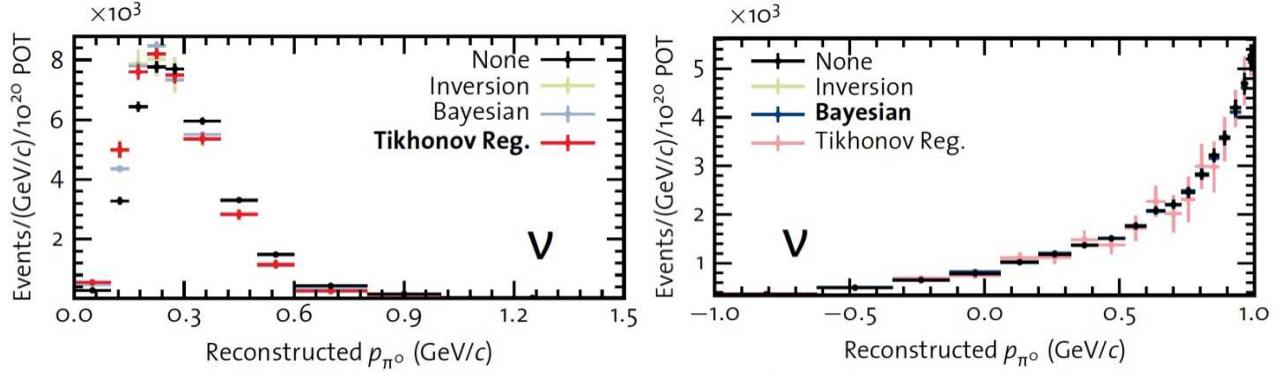 ×10³
Events/(GeV/c)/10²⁰ POT
8
6
4
2
None
Inversion
Bayesian
Tikhonov Reg.
ν
0.0 0.3 0.6 0.9 1.2 1.5
Reconstructed pπ⁰ (GeV/c)
×10³
Events/(GeV/c)/10²⁰ POT
5
4
3
2
1
None
Inversion
Bayesian
Tikhonov Reg.
ν
−1.0 −0.5 0.0 0.5 1.0
Reconstructed pπ⁰ (GeV/c)